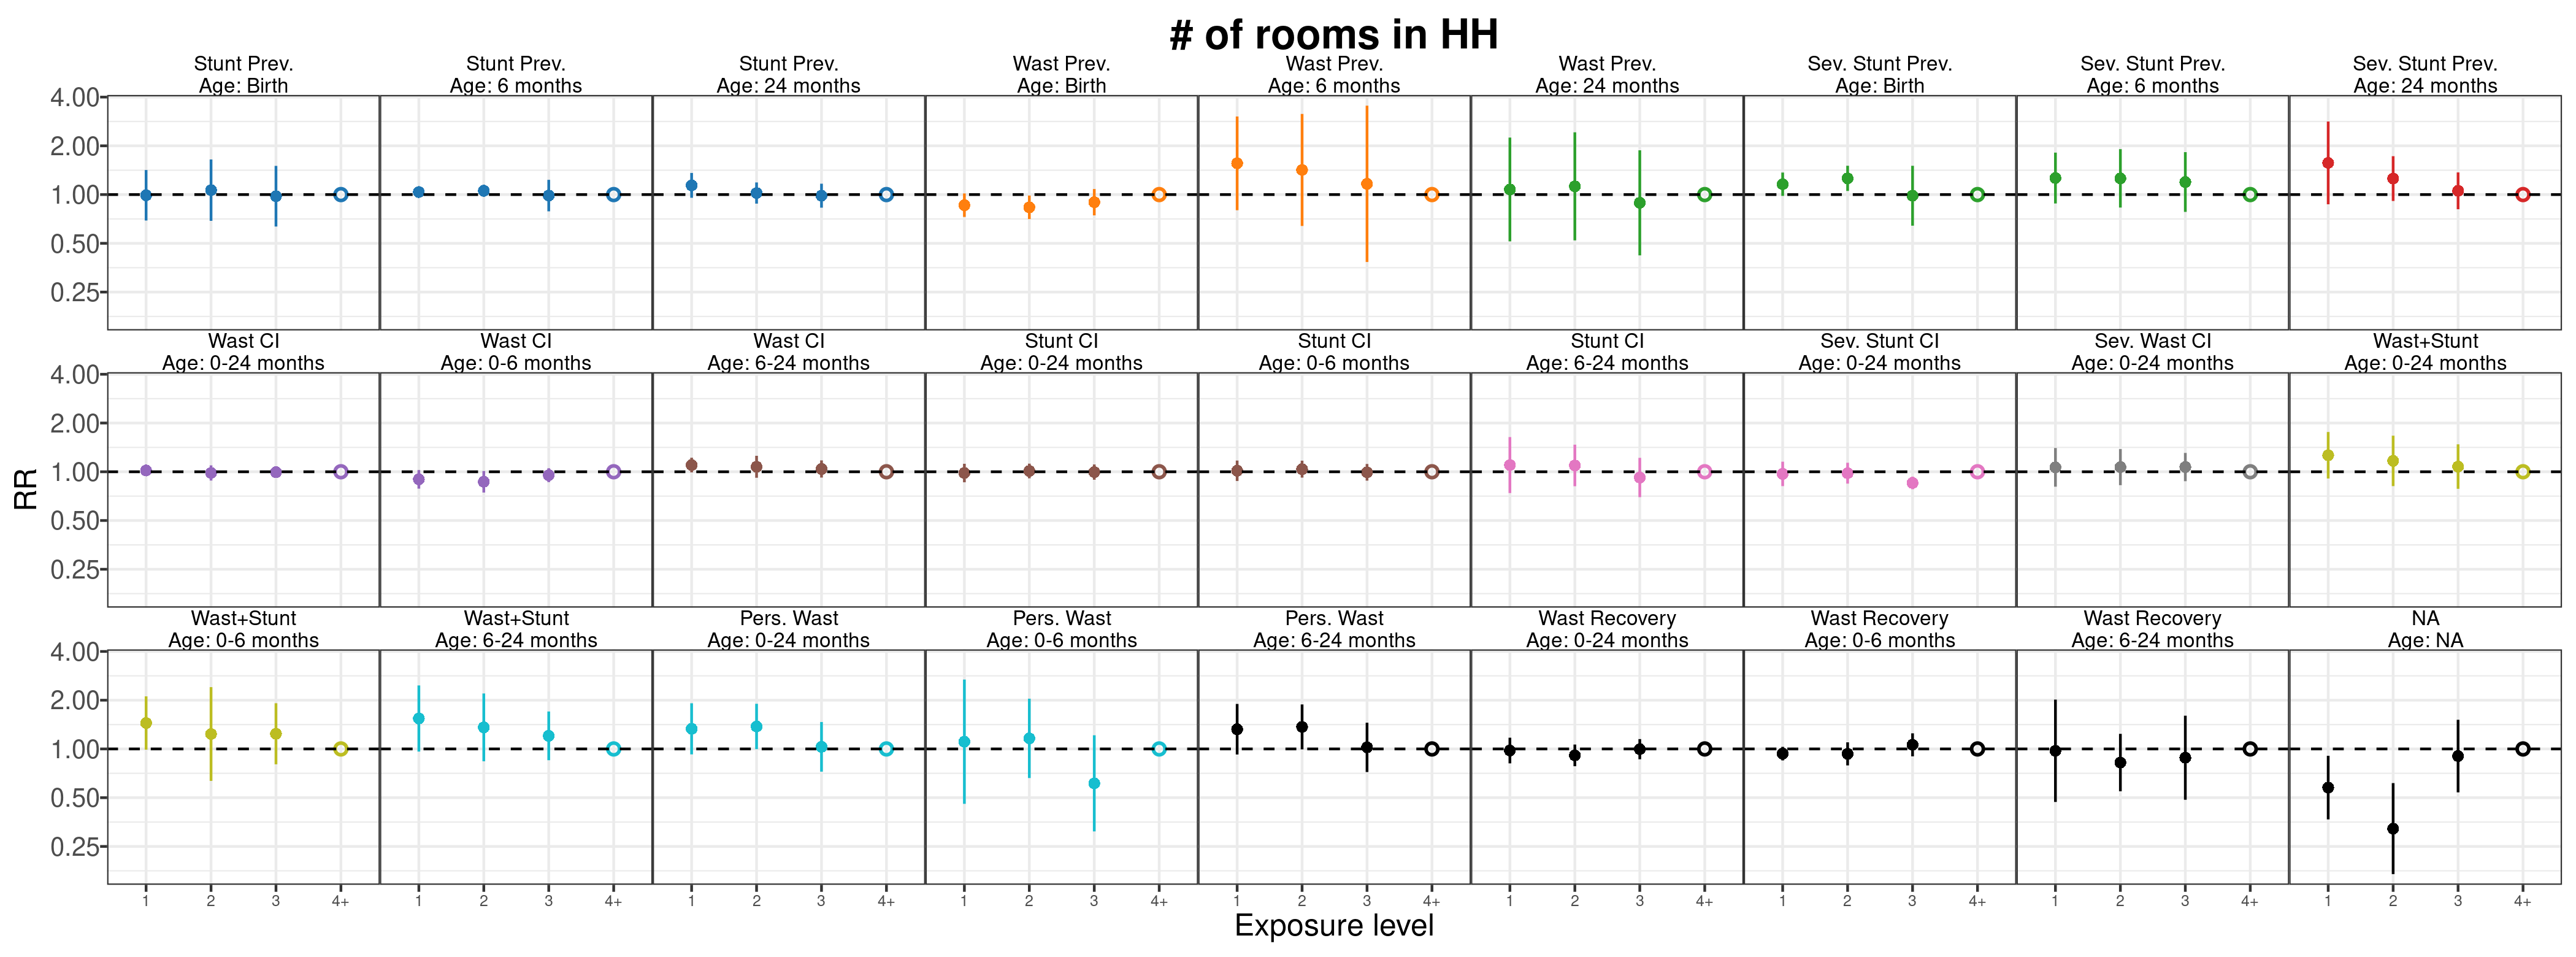 # of rooms in HH
Stunt Prev. Stunt Prev. Stunt Prev. Wast Prev. Wast Prev. Wast Prev. Sev. Stunt Prev. Sev. Stunt Prev. Sev. Stunt Prev.
Age: Birth Age: 6 months Age: 24 months Age: Birth Age: 6 months Age: 24 months Age: Birth Age: 6 months Age: 24 months
4.00
2.00
1.00
0.50
0.25
Wast CI Wast CI Wast CI Stunt CI Stunt CI Stunt CI Sev. Stunt CI Sev. Wast CI Wast+Stunt
Age: 0-24 months Age: 0-6 months Age: 6-24 months Age: 0-24 months Age: 0-6 months Age: 6-24 months Age: 0-24 months Age: 0-24 months Age: 0-24 months
4.00
2.00
1.00
0.50
0.25
RR
Wast+Stunt Wast+Stunt Pers. Wast Pers. Wast Pers. Wast Wast Recovery Wast Recovery Wast Recovery NA
Age: 0-6 months Age: 6-24 months Age: 0-24 months Age: 0-6 months Age: 6-24 months Age: 0-24 months Age: 0-6 months Age: 6-24 months Age: NA
4.00
2.00
1.00
0.50
0.25
1 2 3 4+ 1 2 3 4+ 1 2 3 4+ 1 2 3 4+ 1 2 3 4+ 1 2 3 4+ 1 2 3 4+ 1 2 3 4+ 1 2 3 4+
Exposure level